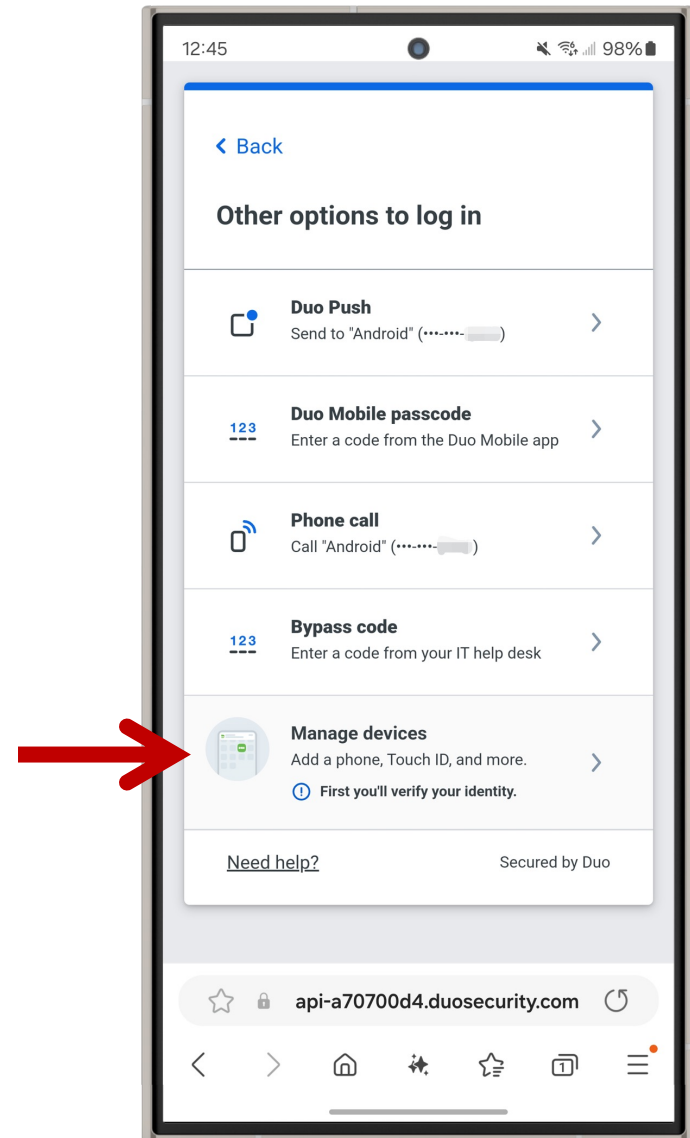 12:45
98%
Back
Other options to log in
Duo Push
Send to "Android" (•••-•••- )
123
Duo Mobile passcode
Enter a code from the Duo Mobile app
Phone call
Call "Android" (•••-•••- )
123
Bypass code
Enter a code from your IT help desk
Manage devices
Add a phone, Touch ID, and more.
First you'll verify your identity.
Need help?
Secured by Duo
api-a70700d4.duosecurity.com
1